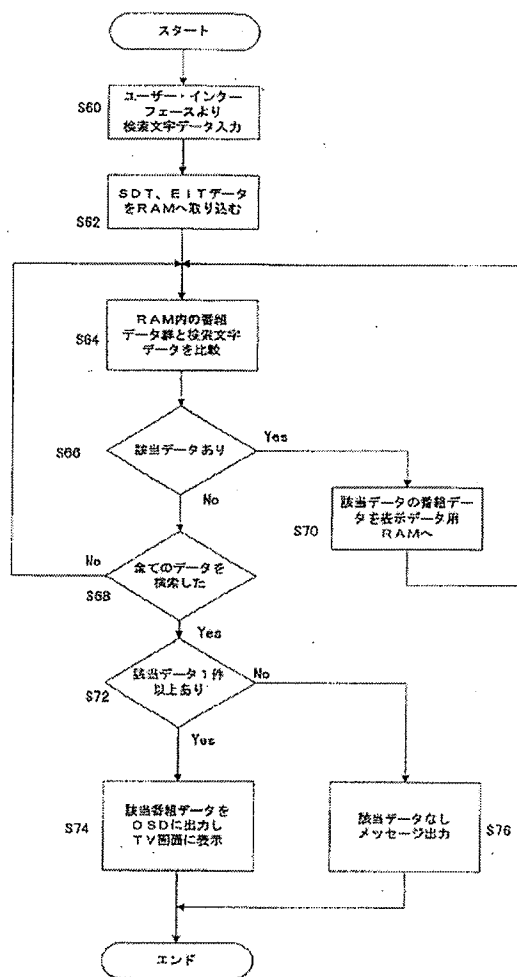 スタート
S60
ユーザー・インター
フェースより
検索文字データ入力
S62
SDT、EITデータ
をRAMへ取り込む
S64
RAM内の番組
データ群と検索文字
データを比較
S66
該当データあり
Yes
No
S70
該当データの番組デー
タを表示データ用
RAMへ
No
全てのデータを
検索した
S68
Yes
該当データ1件
以上あり
S72
No
Yes
S74
該当番組データを
OSDに出力し
TV画面に表示
該当データなし
メッセージ出力
S76
エンド